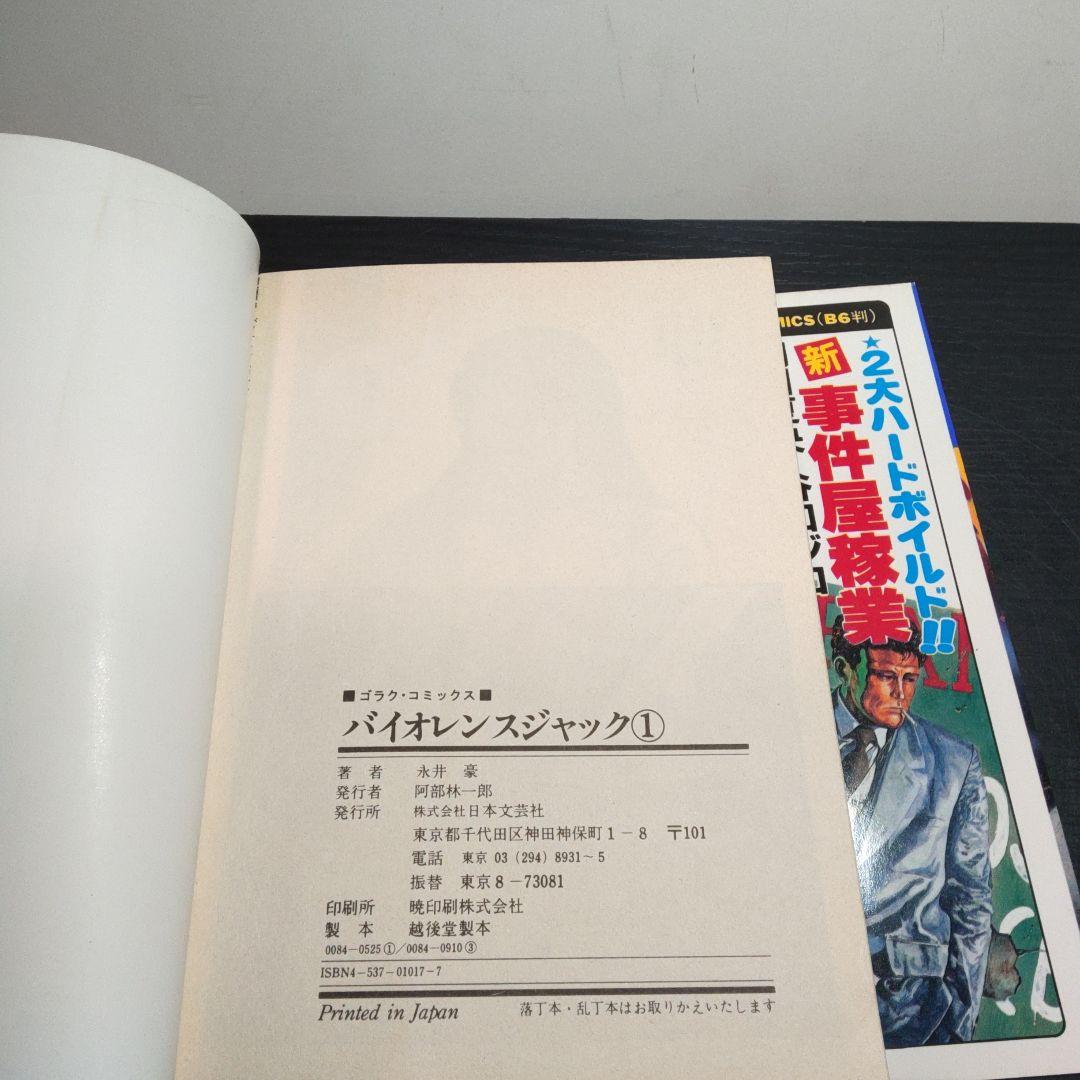 ■ゴラク・コミックス■
バイオレンスジャック①
著者 永井 豪
発行者 阿部林一郎
発行所 株式会社日本文芸社
東京都千代田区神田神保町1-8 〒101
電話 東京 03(294)8931~5
振替 東京8-73081
印刷所 暁印刷株式会社
製本 越後堂製本
0084-0525①/0084-0910③
ISBN4-537-01017-7
Printed in Japan 落丁本・乱丁本はお取りかえいたします
MICS(B6判)
★2大ハードボイルド!!
新 事件屋稼業